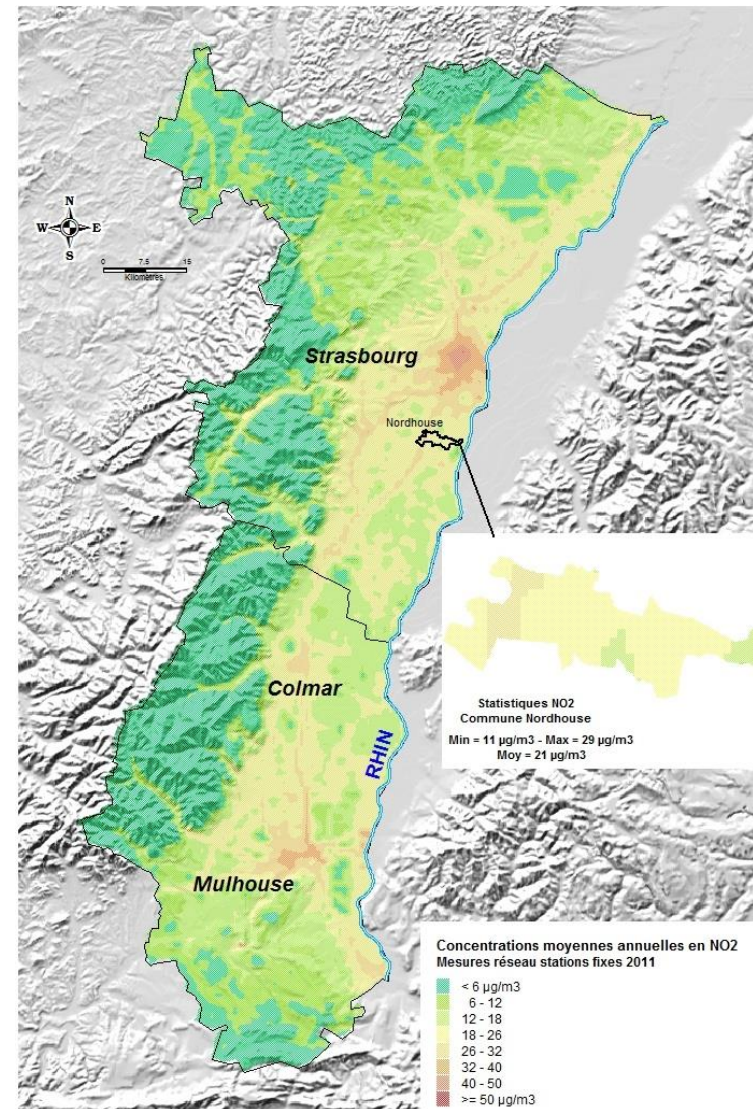 N
W E
S
0 7.5 15
Kilomètres
Strasbourg
Nordhouse
Statistiques NO2
Commune Nordhouse
Min = 11 µg/m3 - Max = 29 µg/m3
Moy = 21 µg/m3
Colmar
RHIN
Mulhouse
Concentrations moyennes annuelles en NO2
Mesures réseau stations fixes 2011
< 6 µg/m3
6 - 12
12 - 18
18 - 26
26 - 32
32 - 40
40 - 50
>= 50 µg/m3